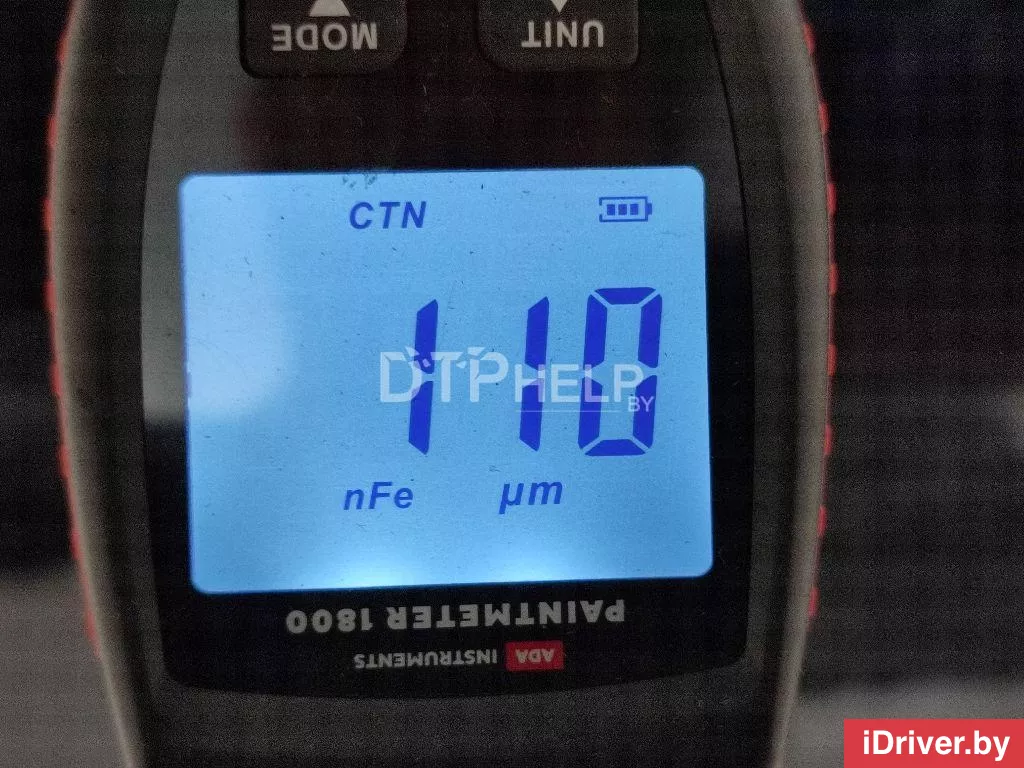 MODE UNIT
CTN
110
DTPHELP
BY
nFe µm
PAINTMETER 1800
ADA INSTRUMENTS
iDriver.by